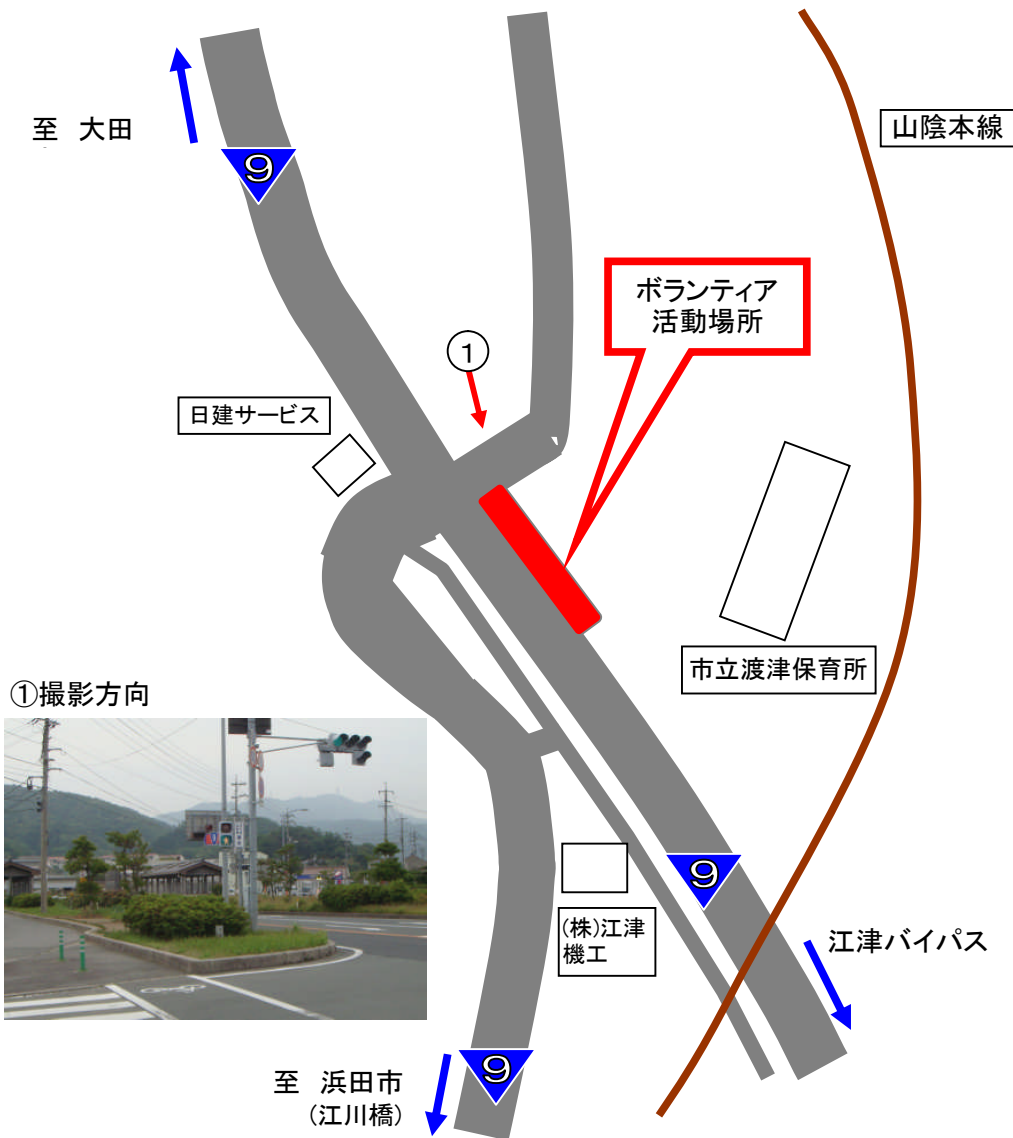 山陰本線
至 大田
9
ボランティア
活動場所
1
日建サービス
市立渡津保育所
①撮影方向
9
(株)江津
機工
江津バイパス
9
至 浜田市
(江川橋)